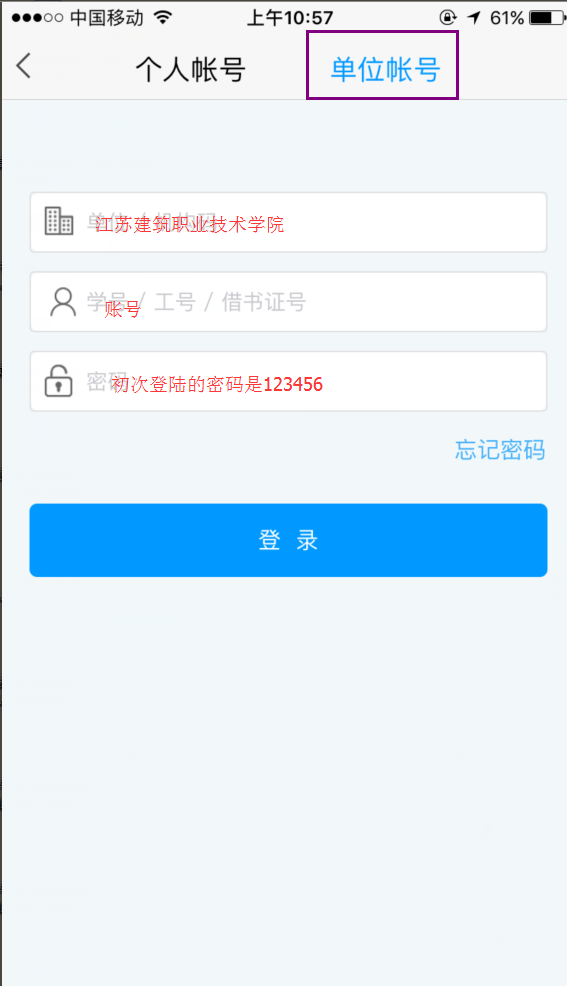 中国移动 上午10:57 61%
个人帐号 单位帐号
江苏建筑职业技术学院
学号 / 工号 / 借书证号
账号
密码
初次登陆的密码是123456
忘记密码
登 录